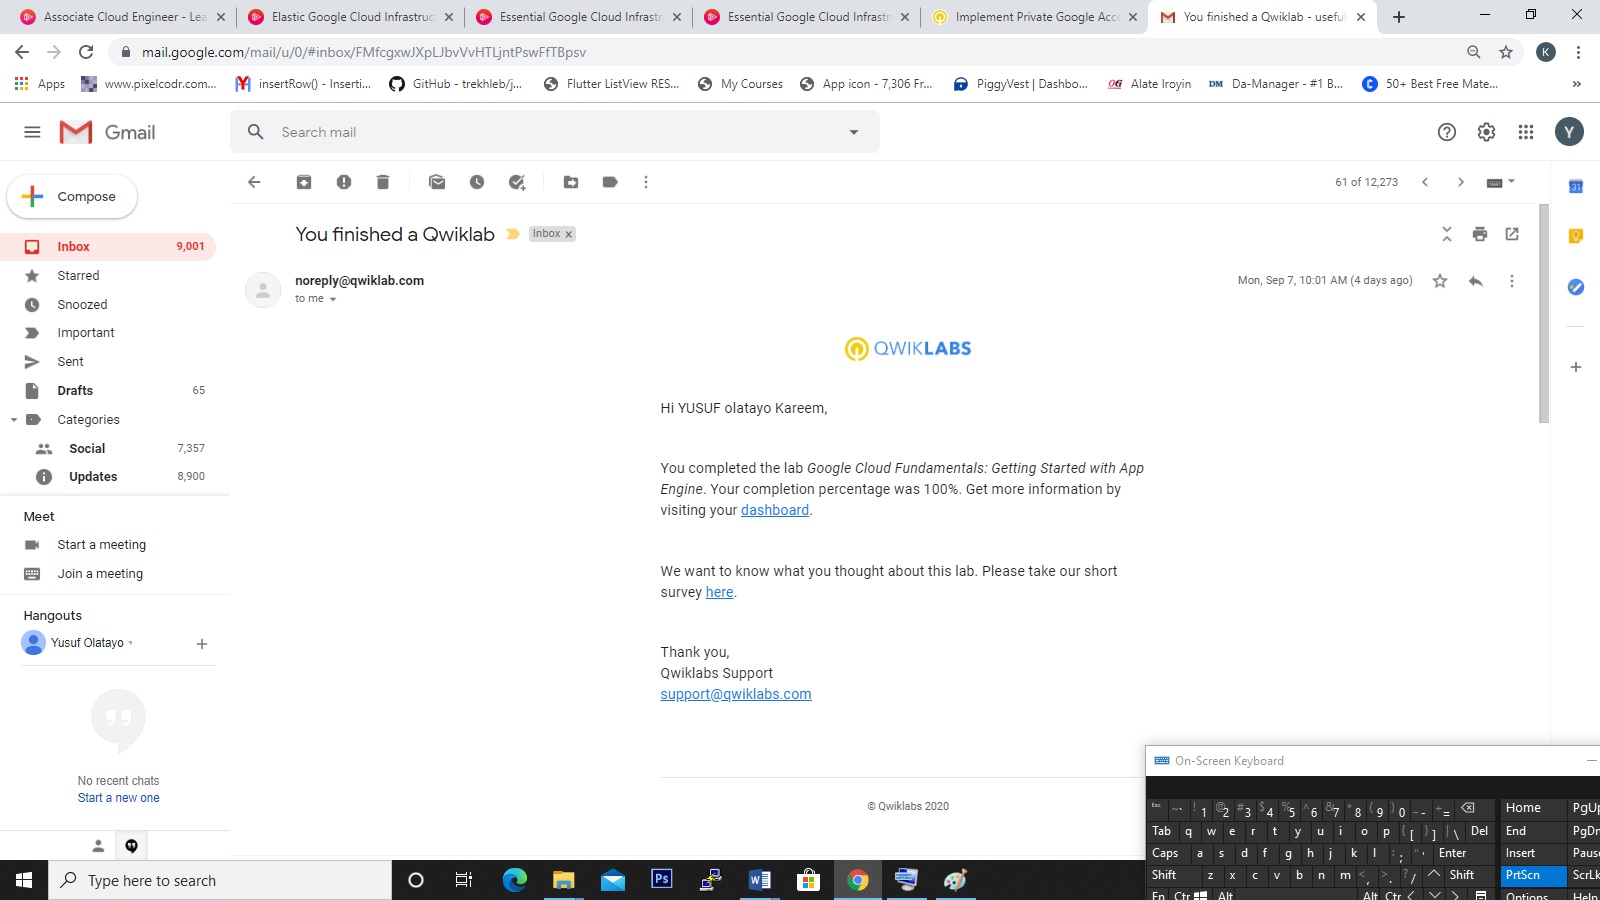 Associate Cloud Engineer - Lea
Elastic Google Cloud Infrastruc
Essential Google Cloud Infrast
Essential Google Cloud Infrast
Implement Private Google Acc
You finished a Qwiklab - useful
mail.google.com/mail/u/0/#inbox/FMfcgxwJXpLJbvVvHTLjntPswFfTBpsv
K
Apps
www.pixelcodr.com...
insertRow() - Inserti...
GitHub - trekhleb/j...
Flutter ListView RES...
My Courses
App icon - 7,306 Fr...
PiggyVest | Dashbo...
Alate Iroyin
DM
Da-Manager - #1 B...
50+ Best Free Mate...
Gmail
Search mail
Y
Compose
61 of 12,273
Inbox 9,001
Starred
Snoozed
Important
Sent
Drafts 65
Categories
Social 7,357
Updates 8,900
Meet
Start a meeting
Join a meeting
Hangouts
Yusuf Olatayo
No recent chats
Start a new one
You finished a Qwiklab
Inbox x
noreply@qwiklab.com
to me
Mon, Sep 7, 10:01 AM (4 days ago)
31
QWIKLABS
Hi YUSUF olatayo Kareem,
You completed the lab Google Cloud Fundamentals: Getting Started with App
Engine. Your completion percentage was 100%. Get more information by
visiting your dashboard.
We want to know what you thought about this lab. Please take our short
survey here.
Thank you,
Qwiklabs Support
support@qwiklabs.com
© Qwiklabs 2020
On-Screen Keyboard
Esc ~ ` ! 1 @ 2 # 3 $ 4 % 5 ^ 6 & 7 * 8 ( 9 ) 0 _ - + = Home PgUp
Tab q w e r t y u i o p { [ } ] | \ Del End PgDn
Caps a s d f g h j k l : ; " ' Enter Insert Pause
Shift z x c v b n m < , > . ? / Shift PrtScn ScrLk
Fn Ctrl Alt Alt Ctrl Options Help
Type here to search
Ps
W